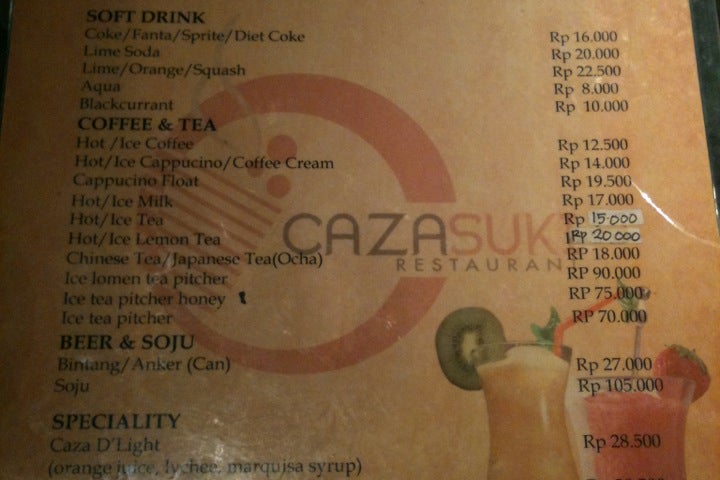 SOFT DRINK
Coke/Fanta/Sprite/Diet Coke Rp 16.000
Lime Soda Rp 20.000
Lime/Orange/Squash Rp 22.500
Aqua Rp 8.000
Blackcurrant Rp 10.000
COFFEE & TEA
Hot /Ice Coffee Rp 12.500
Hot/Ice Cappucino/Coffee Cream Rp 14.000
Cappucino Float Rp 19.500
Hot/Ice Milk Rp 17.000
Hot/Ice Tea Rp 15.000
Hot/Ice Lemon Tea Rp 20.000
Chinese Tea/Japanese Tea(Ocha) RP 18.000
Ice lomen tea pitcher RP 90.000
Ice tea pitcher honey RP 75.000
Ice tea pitcher RP 70.000
CAZASUK
RESTAURAN
BEER & SOJU
Bintang/Anker (Can) Rp 27.000
Soju Rp 105.000
SPECIALITY
Caza D'Light Rp 28.500
(orange juice, lychee, marquisa syrup)